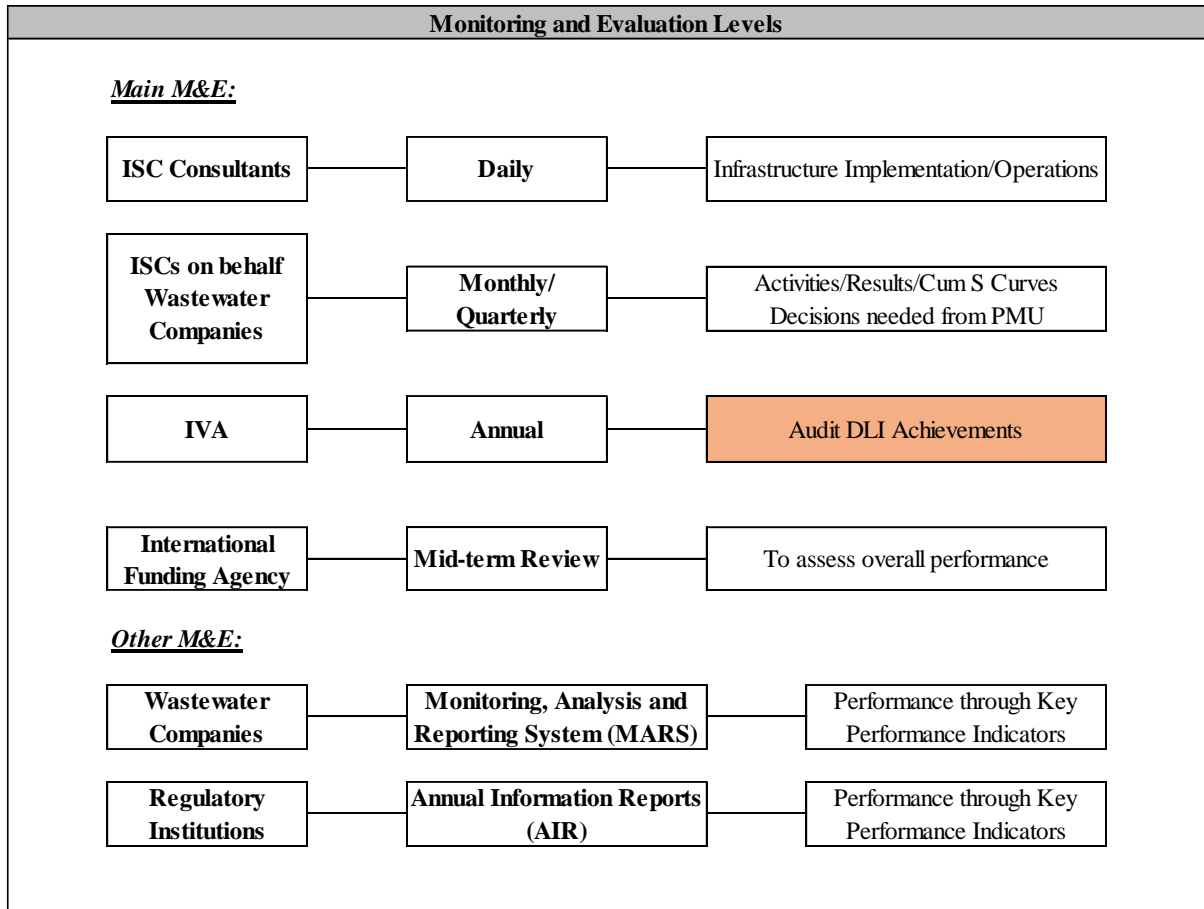 Monitoring and Evaluation Levels
Main M&E:
ISC Consultants
Daily
Infrastructure Implementation/Operations
ISCs on behalf
Wastewater
Companies
Monthly/
Quarterly
Activities/Results/Cum S Curves
Decisions needed from PMU
IVA
Annual
Audit DLI Achievements
International
Funding Agency
Mid-term Review
To assess overall performance
Other M&E:
Wastewater
Companies
Monitoring, Analysis and
Reporting System (MARS)
Performance through Key
Performance Indicators
Regulatory
Institutions
Annual Information Reports
(AIR)
Performance through Key
Performance Indicators